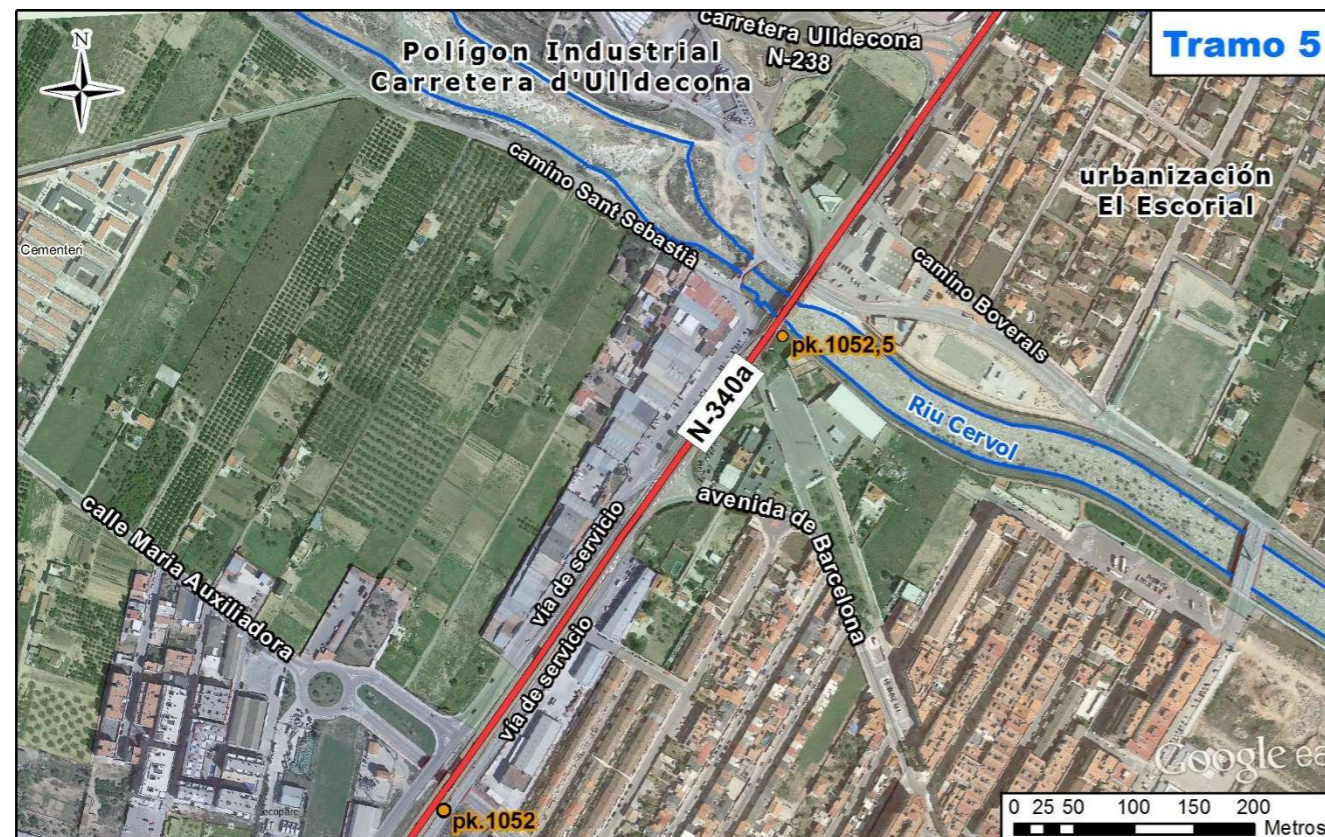 N
Polígon Industrial
Carretera d'Ulldecona
carretera Ulldecona
N-238
Tramo 5
camino Sant Sebastià
urbanización
El Escorial
Cementeri
camino Boverals
pk.1052,5
N-340a
Riu Cervol
avenida de Barcelona
vía de servicio
calle Maria Auxiliadora
vía de servicio
Google ea
ecoparc
pk.1052
0 25 50 100 150 200
Metros